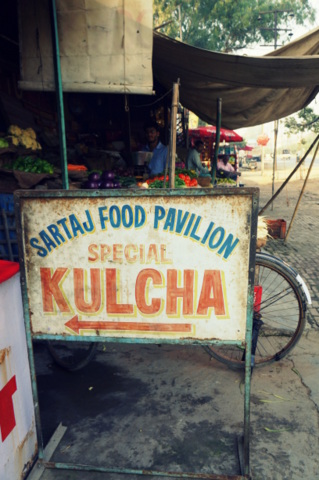 SARTAJ FOOD PAVILION
SPECIAL
KULCHA